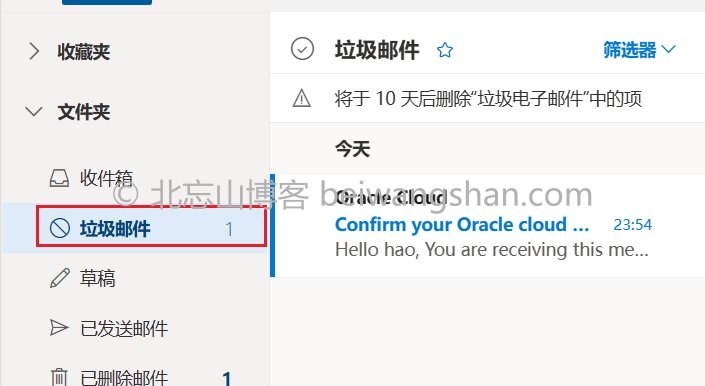 收藏夹
文件夹
收件箱
垃圾邮件 1
草稿
已发送邮件
已删除邮件 1
垃圾邮件 筛选器
将于 10 天后删除“垃圾电子邮件”中的项
今天
Oracle Cloud
Confirm your Oracle cloud ... 23:54
Hello hao, You are receiving this me...
© 北忘山博客 beiwangshan.com